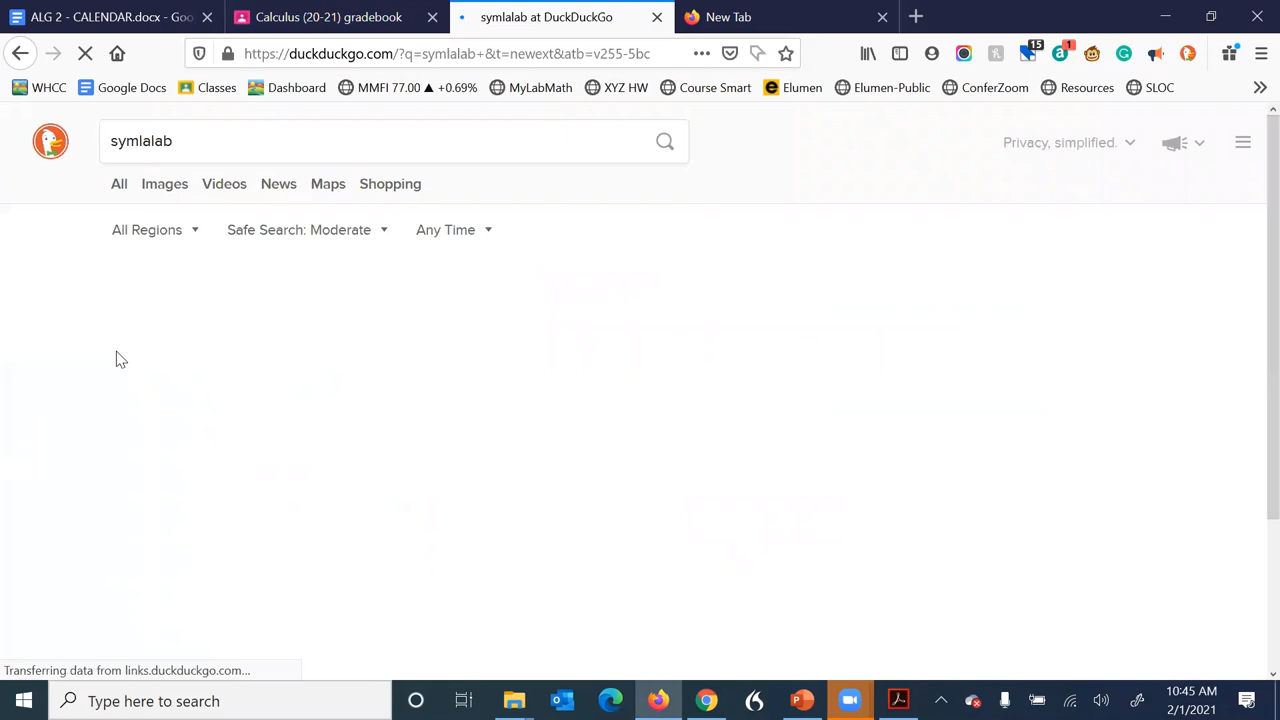 ALG 2 - CALENDAR.docx - Goo
Calculus (20-21) gradebook
symlalab at DuckDuckGo
New Tab
https://duckduckgo.com/?q=symlalab+&t=newext&atb=v255-5bc
15
1
WHCC
Google Docs
Classes
Dashboard
MMFI 77.00 ▲ +0.69%
MyLabMath
XYZ HW
Course Smart
Elumen
Elumen-Public
ConferZoom
Resources
SLOC
symlalab
Privacy, simplified.
All Images Videos News Maps Shopping
All Regions
Safe Search: Moderate
Any Time
Transferring data from links.duckduckgo.com...
Type here to search
10:45 AM
2/1/2021